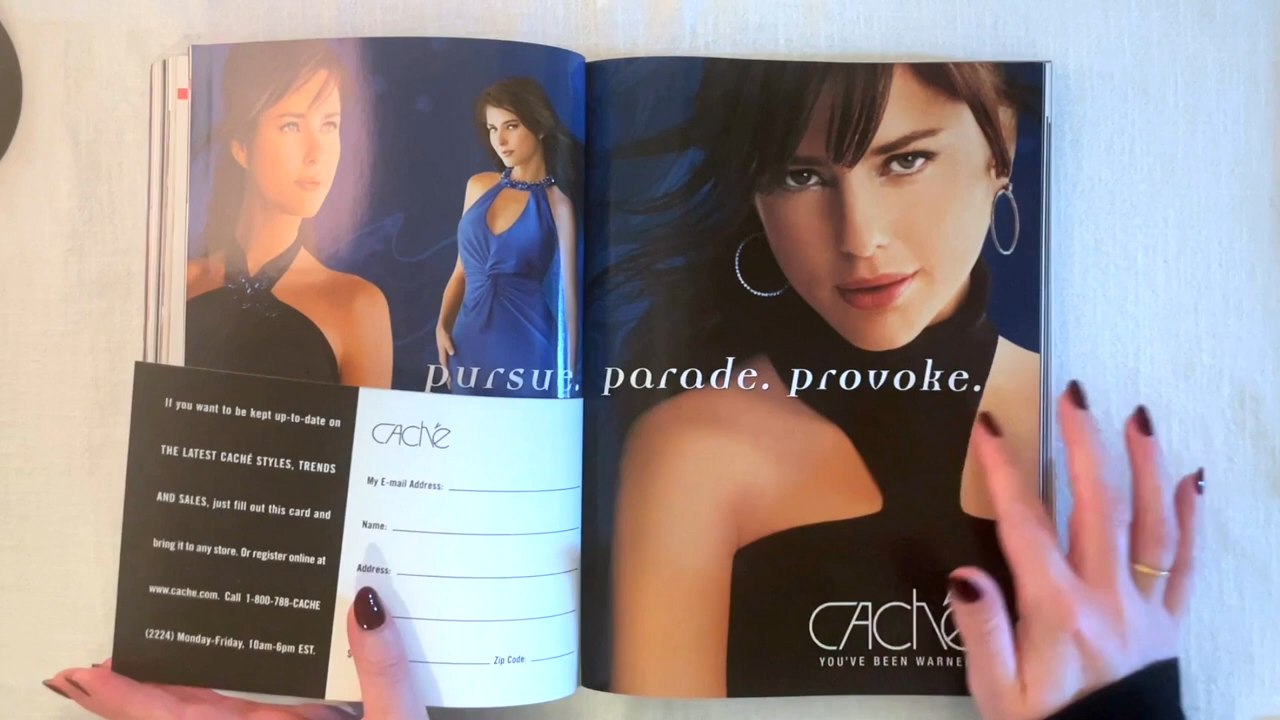 pursue. parade. provoke.
If you want to be kept up-to-date on
THE LATEST CACHÉ STYLES, TRENDS
AND SALES, just fill out this card and
bring it to any store. Or register online at
www.cache.com. Call 1-800-788-CACHE
(2224) Monday-Friday, 10am-6pm EST.
CACHÉ
My E-mail Address:
Name:
Address:
Zip Code:
CACHÉ
YOU'VE BEEN WARNE